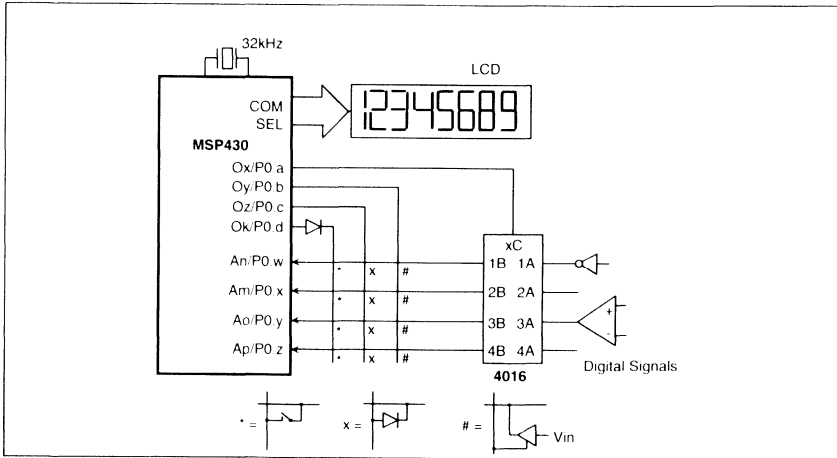 32kHz
LCD
COM
SEL
12345689
MSP430
Ox/P0.a
Oy/P0.b
Oz/P0.c
Ok/P0.d
xC
An/P0.w
* x #
1B 1A
Am/P0.x
* x #
2B 2A
Ao/P0.y
* x #
3B 3A
+
-
Ap/P0.z
* x #
4B 4A
Digital Signals
4016
* =
x =
# =
Vin